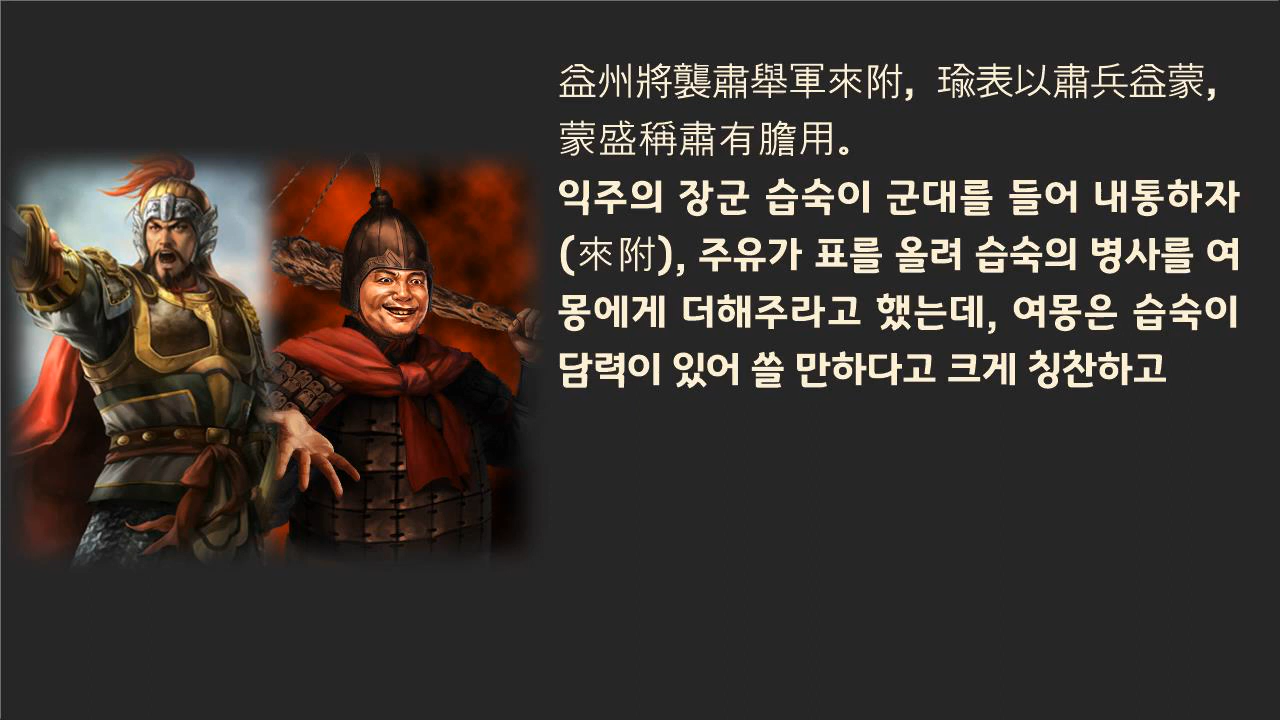 益州將襲肅舉軍來附, 瑜表以肅兵益蒙,
蒙盛稱肅有膽用。
익주의 장군 습숙이 군대를 들어 내통하자
(來附), 주유가 표를 올려 습숙의 병사를 여
몽에게 더해주라고 했는데, 여몽은 습숙이
담력이 있어 쓸 만하다고 크게 칭찬하고